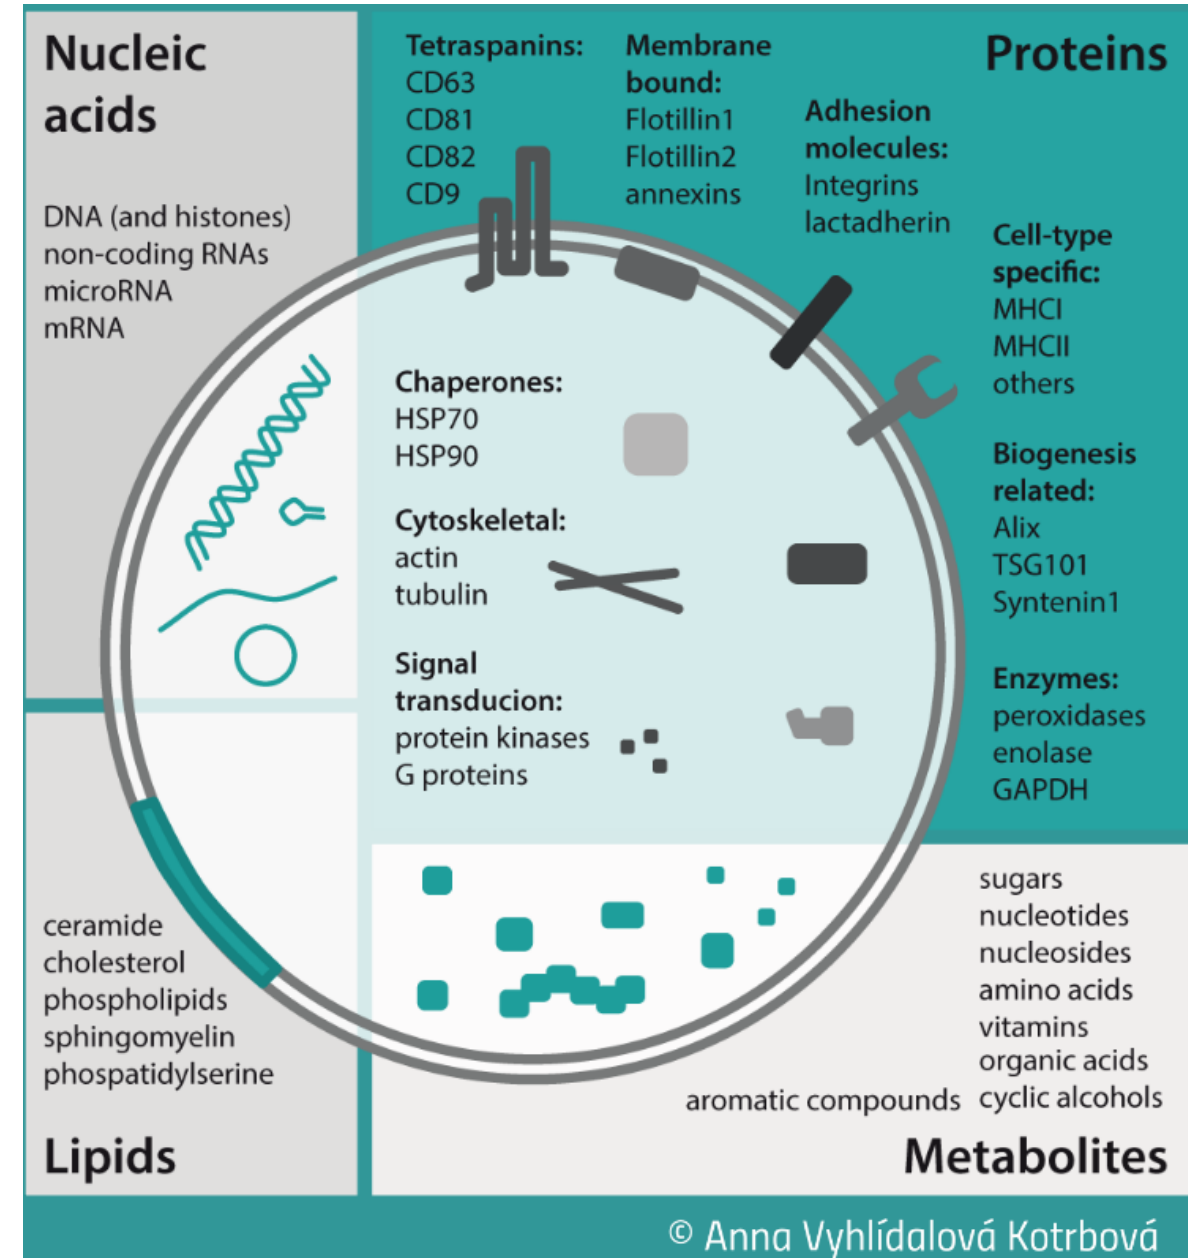 Nucleic
acids
DNA (and histones)
non-coding RNAs
microRNA
mRNA
Proteins
Tetraspanins:
CD63
CD81
CD82
CD9
Membrane
bound:
Flotillin1
Flotillin2
annexins
Adhesion
molecules:
Integrins
lactadherin
Cell-type
specific:
MHCI
MHCII
others
Biogenesis
related:
Alix
TSG101
Syntenin1
Enzymes:
peroxidases
enolase
GAPDH
Chaperones:
HSP70
HSP90
Cytoskeletal:
actin
tubulin
Signal
transducion:
protein kinases
G proteins
ceramide
cholesterol
phospholipids
sphingomyelin
phospatidylserine
Lipids
sugars
nucleotides
nucleosides
amino acids
vitamins
organic acids
aromatic compounds cyclic alcohols
Metabolites
© Anna Vyhlídalová Kotrbová